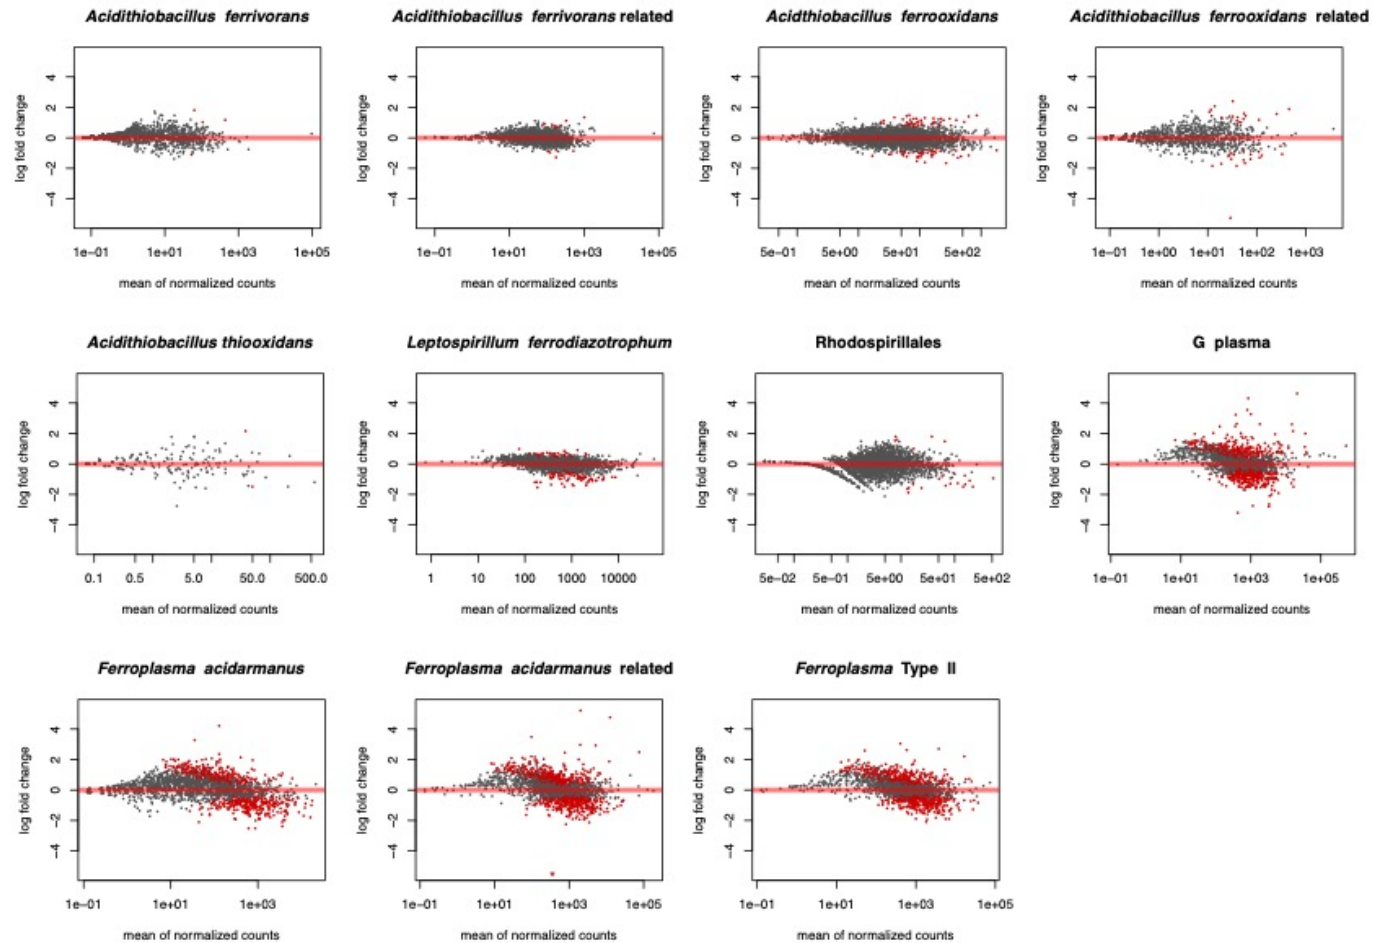 Acidithiobacillus ferrivorans
Acidithiobacillus ferrivorans related
Acidthiobacillus ferrooxidans
Acidithiobacillus ferrooxidans related
log fold change
4
2
0
−2
−4
1e−01 1e+01 1e+03 1e+05
mean of normalized counts
log fold change
4
2
0
−2
−4
1e−01 1e+01 1e+03 1e+05
mean of normalized counts
log fold change
4
2
0
−2
−4
5e−01 5e+00 5e+01 5e+02
mean of normalized counts
log fold change
4
2
0
−2
−4
1e−01 1e+00 1e+01 1e+02 1e+03
mean of normalized counts
Acidithiobacillus thiooxidans
Leptospirillum ferrodiazotrophum
Rhodospirillales
G plasma
log fold change
4
2
0
−2
−4
0.1 0.5 5.0 50.0 500.0
mean of normalized counts
log fold change
4
2
0
−2
−4
1 10 100 1000 10000
mean of normalized counts
log fold change
4
2
0
−2
−4
5e−02 5e−01 5e+00 5e+01 5e+02
mean of normalized counts
log fold change
4
2
0
−2
−4
1e−01 1e+01 1e+03 1e+05
mean of normalized counts
Ferroplasma acidarmanus
Ferroplasma acidarmanus related
Ferroplasma Type II
log fold change
4
2
0
−2
−4
1e−01 1e+01 1e+03
mean of normalized counts
log fold change
4
2
0
−2
−4
1e−01 1e+01 1e+03 1e+05
mean of normalized counts
log fold change
4
2
0
−2
−4
1e−01 1e+01 1e+03 1e+05
mean of normalized counts